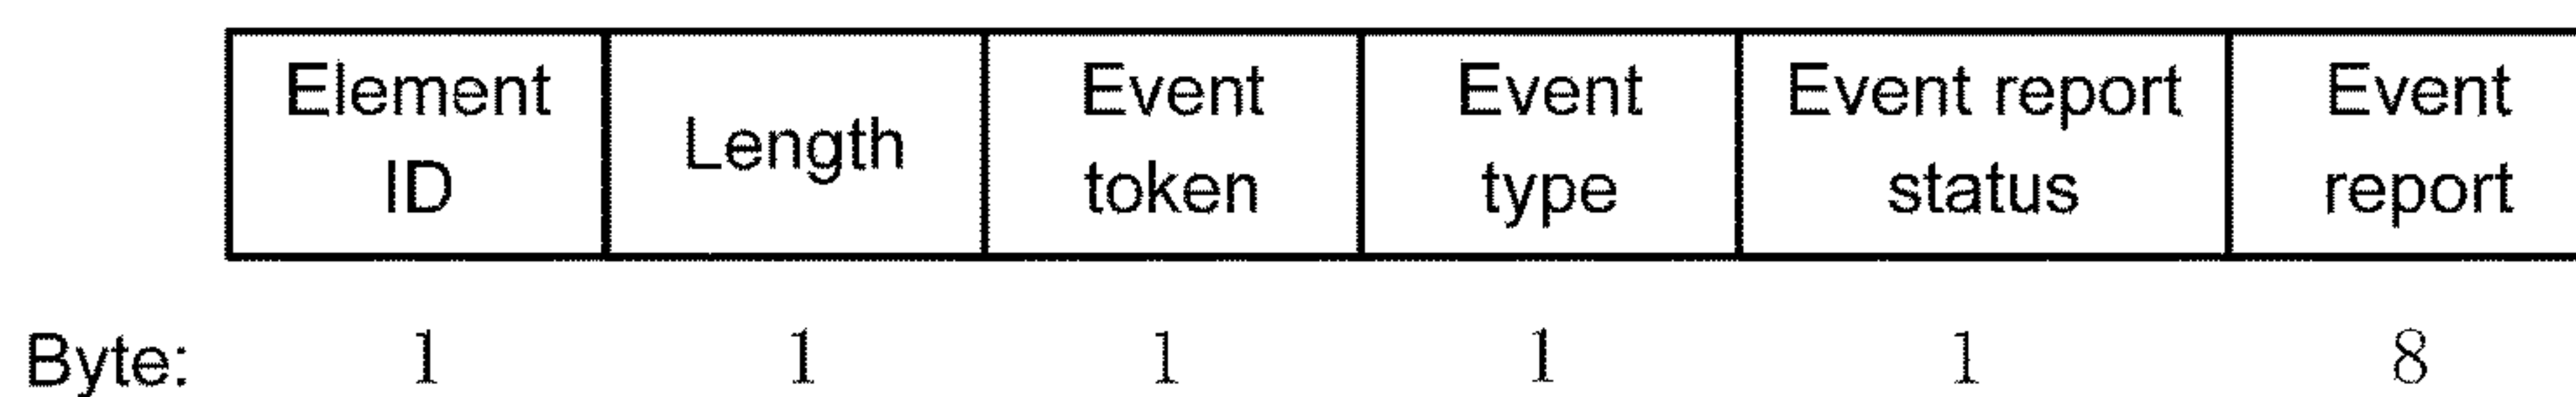 Element
ID
Length
Event
token
Event
type
Event report
status
Event
report
Byte: 1 1 1 1 1 8